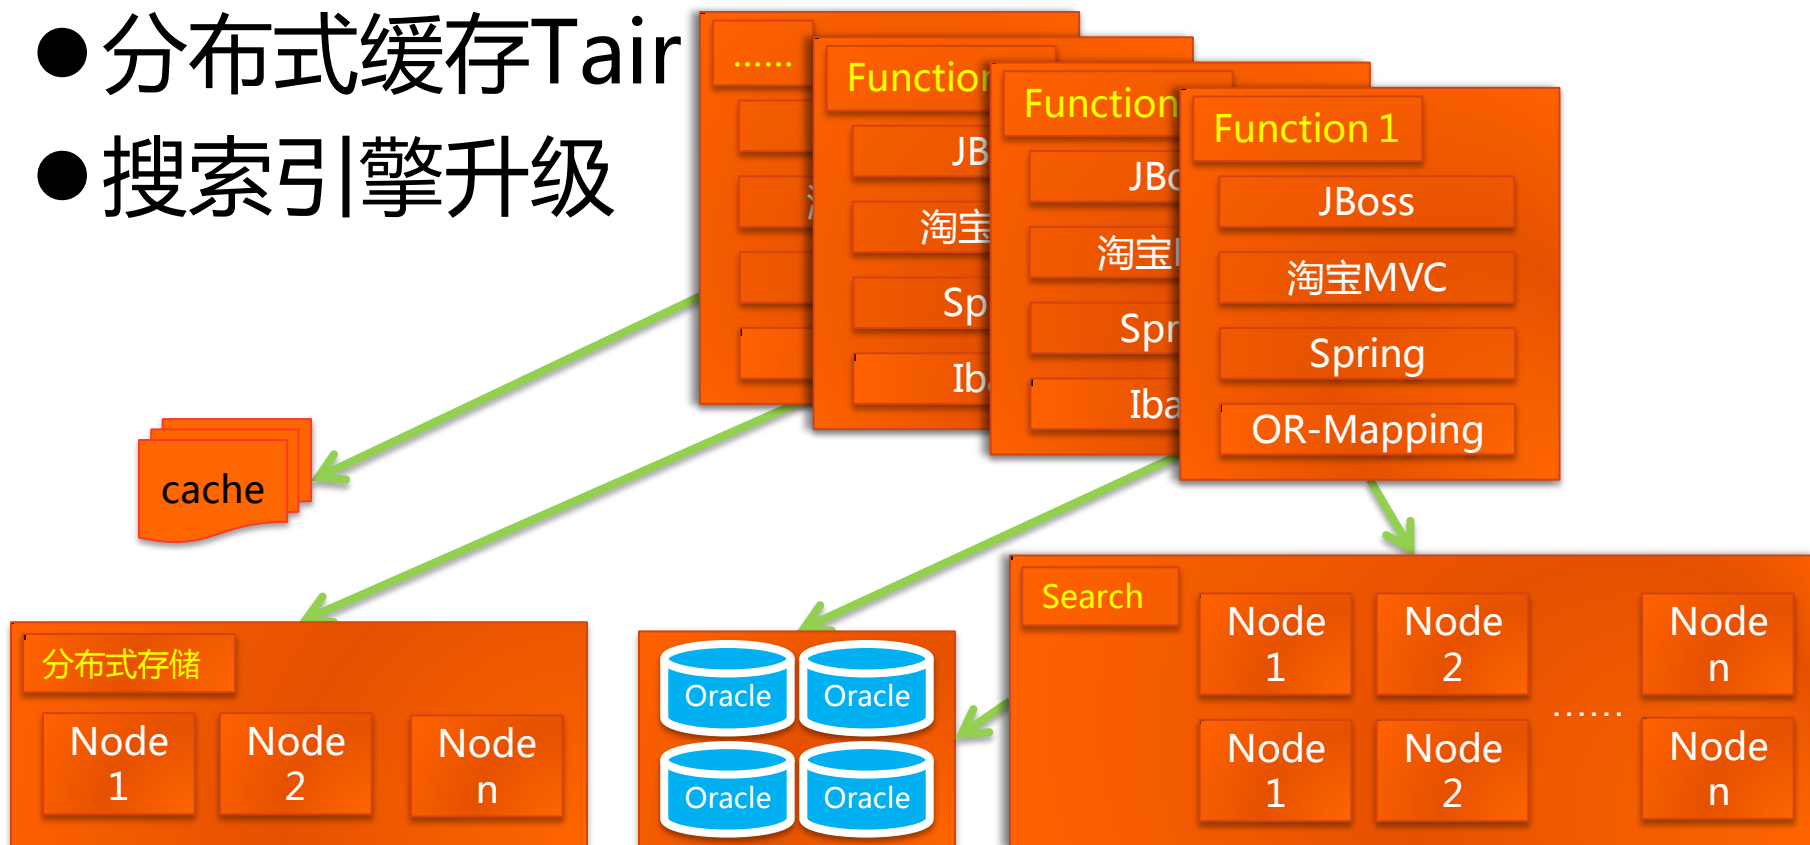 ●分布式缓存Tair
●搜索引擎升级
......
Function
JB
淘宝
Sp
Iba
Function
JBo
淘宝
Spr
Iba
Function 1
JBoss
淘宝MVC
Spring
OR-Mapping
cache
分布式存储
Node 1
Node 2
Node n
Oracle
Oracle
Oracle
Oracle
Search
Node 1
Node 2
Node n
......
Node 1
Node 2
Node n